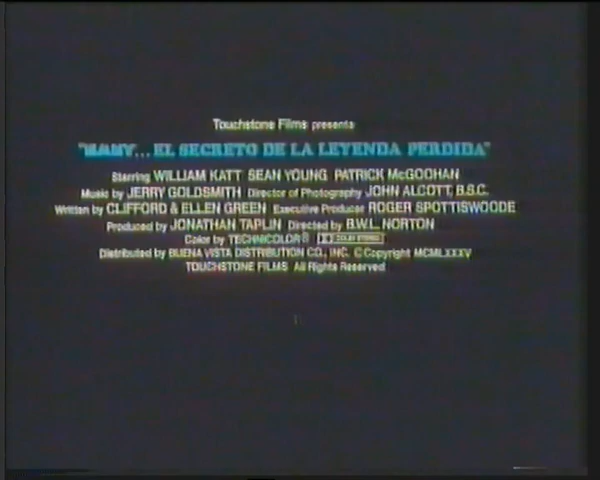 Touchstone Films presents
"BABY... EL SECRETO DE LA LEYENDA PERDIDA"
Starring WILLIAM KATT SEAN YOUNG PATRICK McGOOHAN
Music by JERRY GOLDSMITH Director of Photography JOHN ALCOTT, B.S.C.
Written by CLIFFORD & ELLEN GREEN Executive Producer ROGER SPOTTISWOODE
Produced by JONATHAN TAPLIN Directed by B.W.L. NORTON
Color by TECHNICOLOR® DOLBY STEREO
Distributed by BUENA VISTA DISTRIBUTION CO., INC. © Copyright MCMLXXXV
TOUCHSTONE FILMS All Rights Reserved